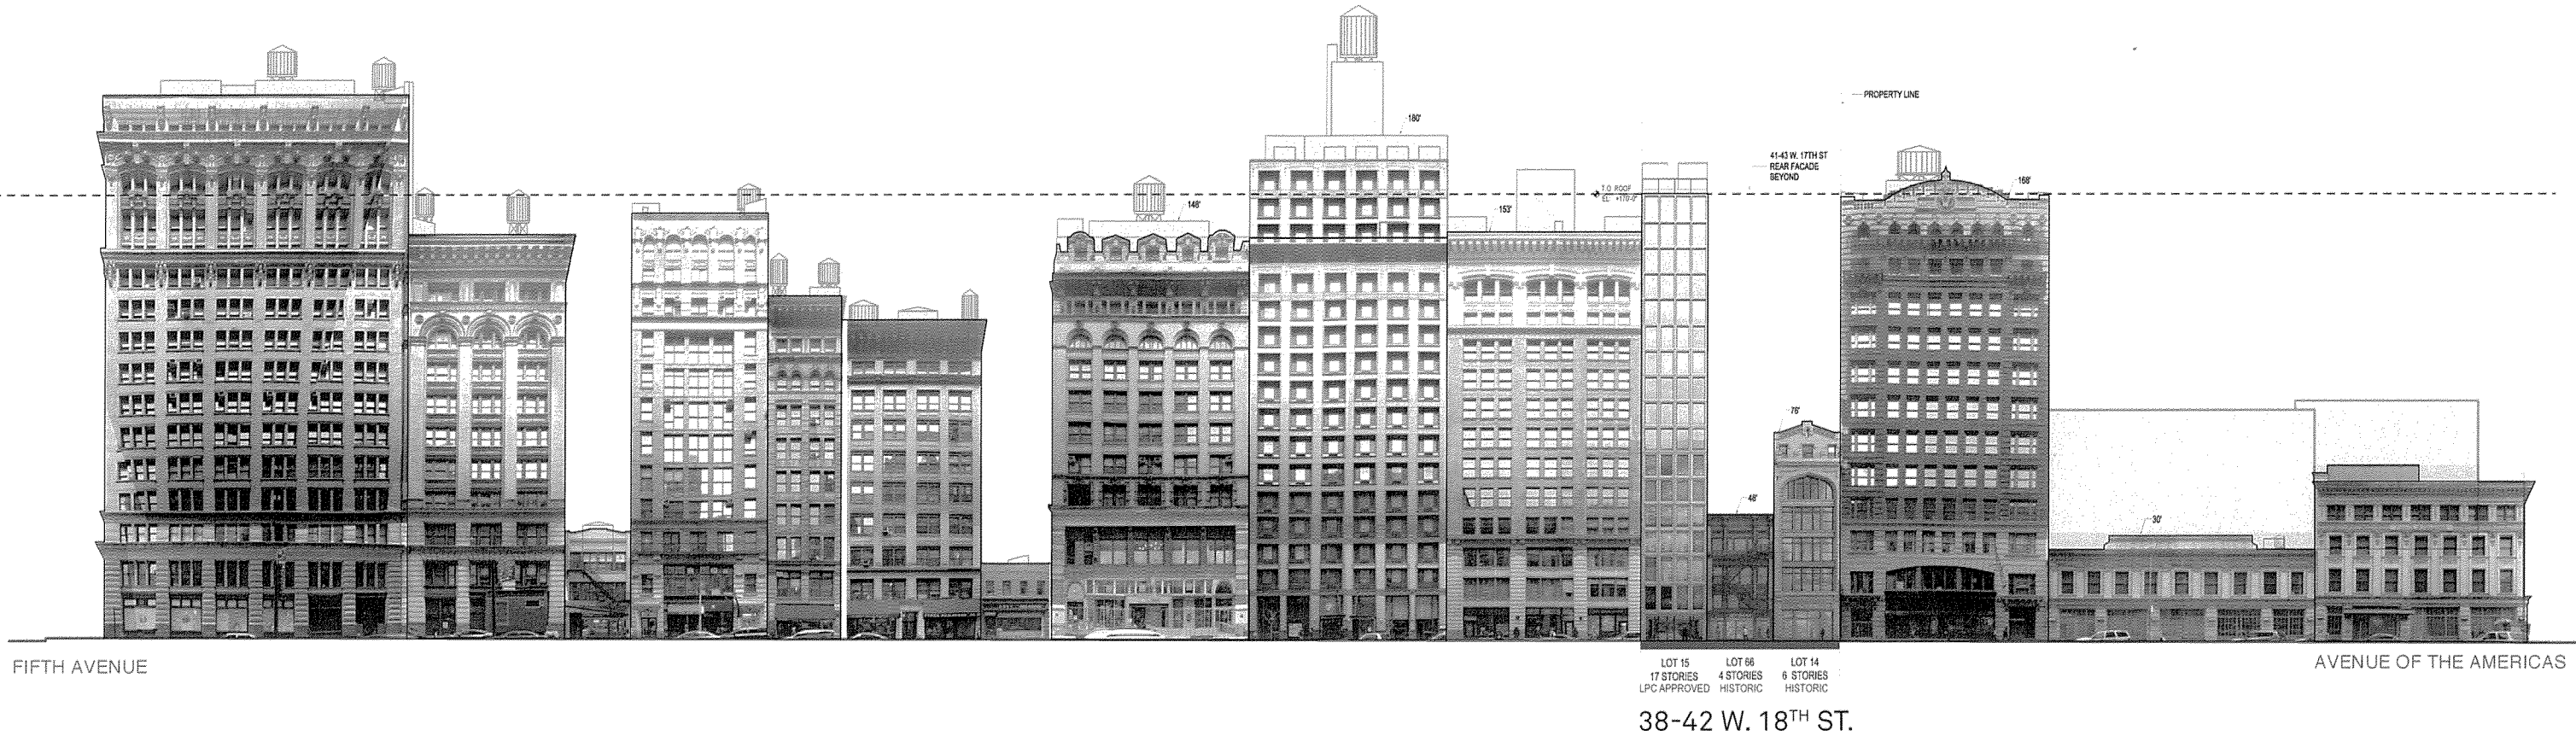 180'
PROPERTY LINE
41-43 W. 17TH ST
REAR FACADE
BEYOND
T.O. ROOF
EL. +170'-0"
168'
148'
153'
76'
48'
30'
FIFTH AVENUE
AVENUE OF THE AMERICAS
LOT 15
17 STORIES
LPC APPROVED
LOT 66
4 STORIES
HISTORIC
LOT 14
6 STORIES
HISTORIC
38-42 W. 18TH ST.